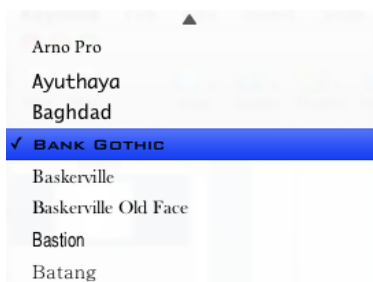 Arno Pro
Ayuthaya
Baghdad
✓ Bank Gothic
Baskerville
Baskerville Old Face
Bastion
Batang